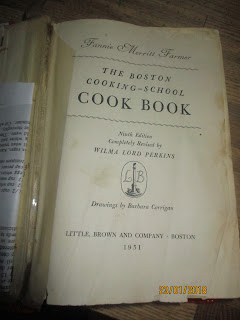 Fannie Merritt Farmer
THE BOSTON
COOKING-SCHOOL
COOK BOOK
Ninth Edition
Completely Revised by
WILMA LORD PERKINS
L B
Drawings by Barbara Corrigan
LITTLE, BROWN AND COMPANY · BOSTON
1951